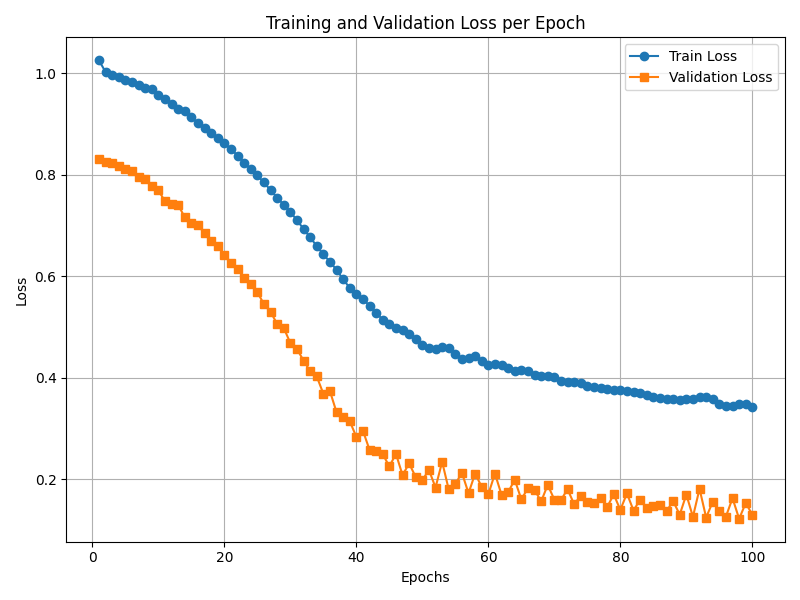 Training and Validation Loss per Epoch
Train Loss
Validation Loss
1.0
0.8
0.6
0.4
0.2
Loss
0 20 40 60 80 100
Epochs